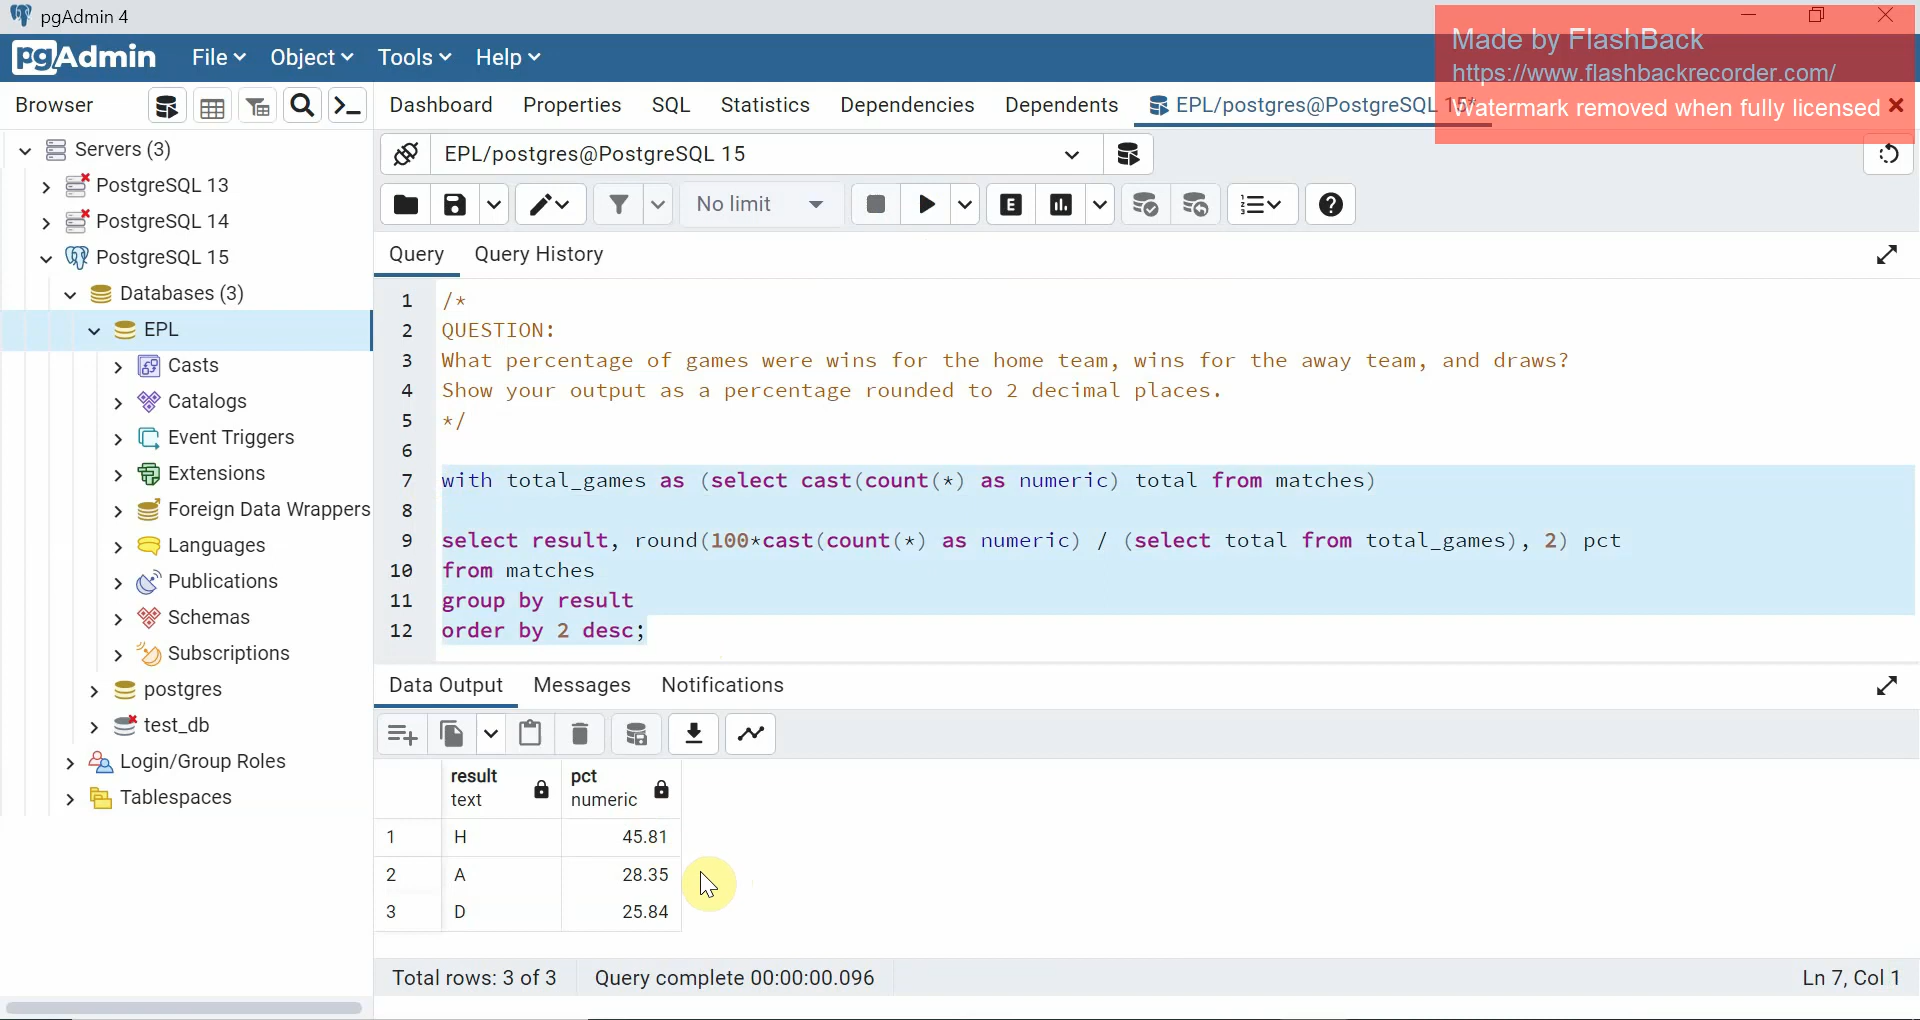 pgAdmin 4
Made by FlashBack
https://www.flashbackrecorder.com/
Watermark removed when fully licensed
pgAdmin File Object Tools Help
Browser
Dashboard Properties SQL Statistics Dependencies Dependents EPL/postgres@PostgreSQL 15*
EPL/postgres@PostgreSQL 15
No limit
E
Query Query History
Servers (3)
PostgreSQL 13
PostgreSQL 14
PostgreSQL 15
Databases (3)
EPL
Casts
Catalogs
Event Triggers
Extensions
Foreign Data Wrappers
Languages
Publications
Schemas
Subscriptions
postgres
test_db
Login/Group Roles
Tablespaces
1 /*
2 QUESTION:
3 What percentage of games were wins for the home team, wins for the away team, and draws?
4 Show your output as a percentage rounded to 2 decimal places.
5 */
6
7 with total_games as (select cast(count(*) as numeric) total from matches)
8
9 select result, round(100*cast(count(*) as numeric) / (select total from total_games), 2) pct
10 from matches
11 group by result
12 order by 2 desc;
Data Output Messages Notifications
result pct
text numeric
1 H 45.81
2 A 28.35
3 D 25.84
Total rows: 3 of 3 Query complete 00:00:00.096 Ln 7, Col 1